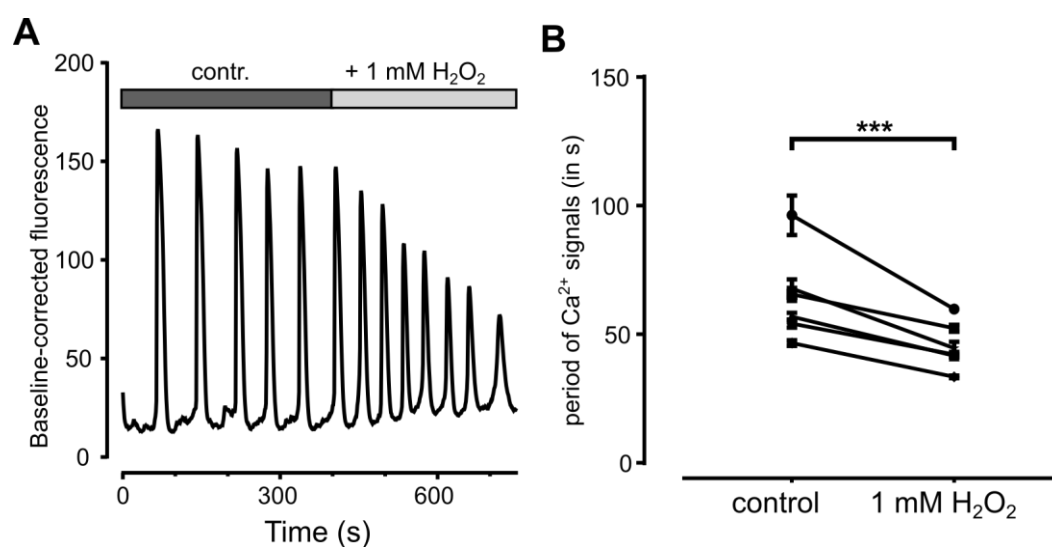 A
200
150
100
50
0
Baseline-corrected fluorescence
contr.
+ 1 mM H₂O₂
0
300
600
Time (s)
B
150
100
50
0
period of Ca²⁺ signals (in s)
***
control
1 mM H₂O₂